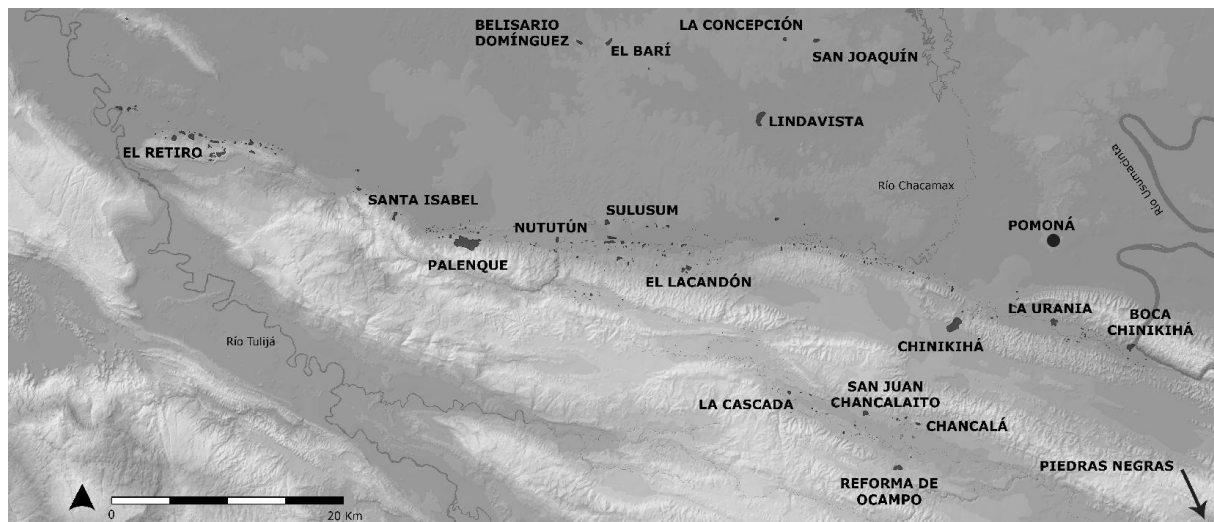 BELISARIO
DOMÍNGUEZ
EL BARÍ
LA CONCEPCIÓN
SAN JOAQUÍN
LINDAVISTA
EL RETIRO
Río Usumacinta
Río Chacamax
SANTA ISABEL
NUTUTÚN
SULUSUM
POMONÁ
PALENQUE
EL LACANDÓN
LA URANIA
BOCA
CHINIKIHÁ
Río Tulijá
CHINIKIHÁ
SAN JUAN
CHANCALAITO
LA CASCADA
CHANCALÁ
PIEDRAS NEGRAS
REFORMA DE
OCAMPO
0
20 Km